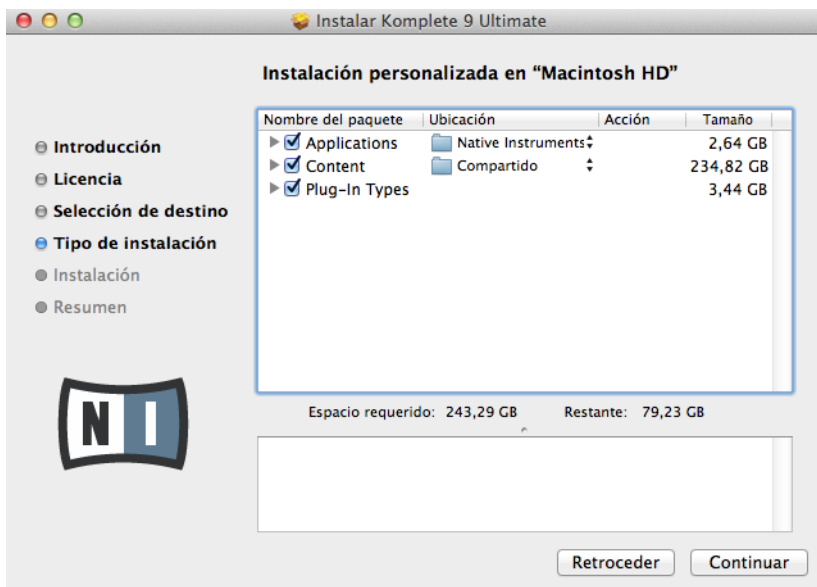 Instalar Komplete 9 Ultimate
Instalación personalizada en “Macintosh HD”
Introducción
Licencia
Selección de destino
Tipo de instalación
Instalación
Resumen
Nombre del paquete Ubicación Acción Tamaño
Applications Native Instruments 2,64 GB
Content Compartido 234,82 GB
Plug-In Types 3,44 GB
Espacio requerido: 243,29 GB Restante: 79,23 GB
NI
Retroceder Continuar